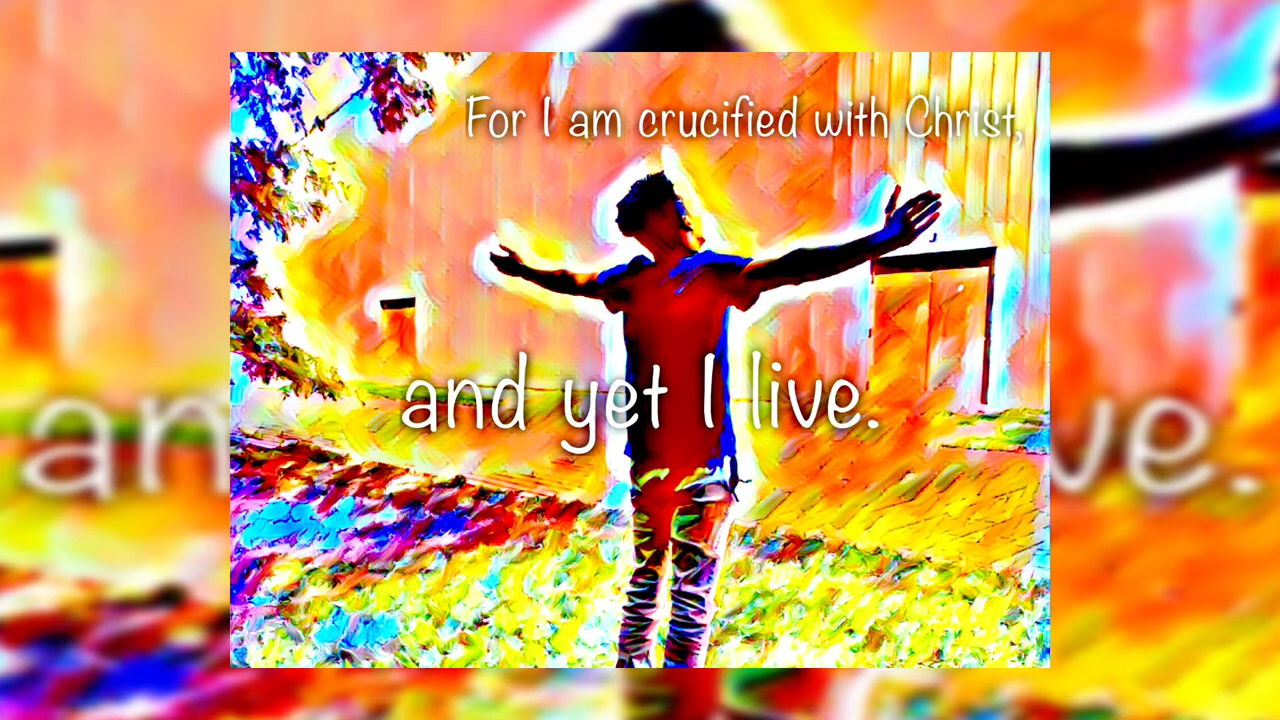 For I am crucified with Christ,
and yet I live.